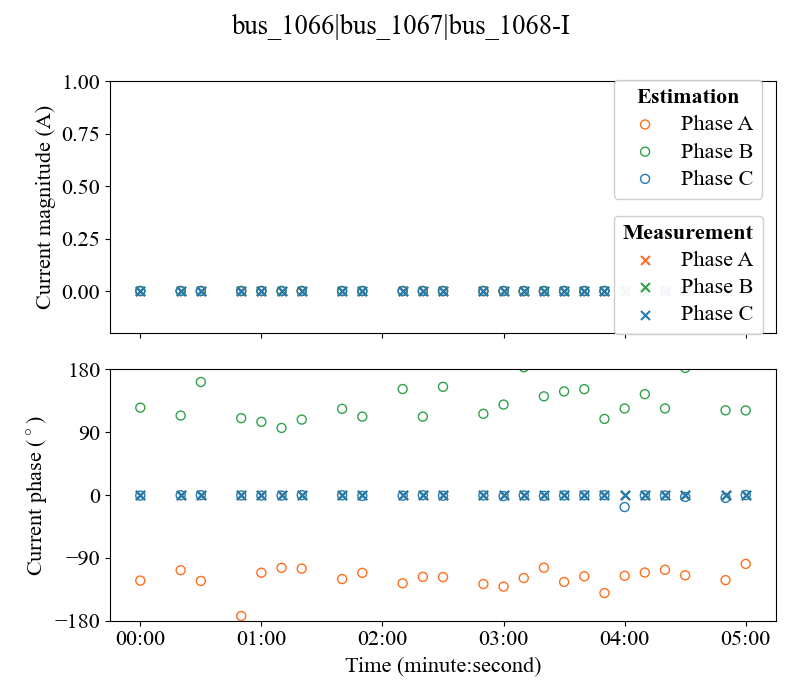 bus_1066|bus_1067|bus_1068-I
Current magnitude (A)
1.00
0.75
0.50
0.25
0.00
Estimation
Phase A
Phase B
Phase C
Measurement
Phase A
Phase B
Phase C
Current phase (°)
180
90
0
−90
−180
00:00 01:00 02:00 03:00 04:00 05:00
Time (minute:second)